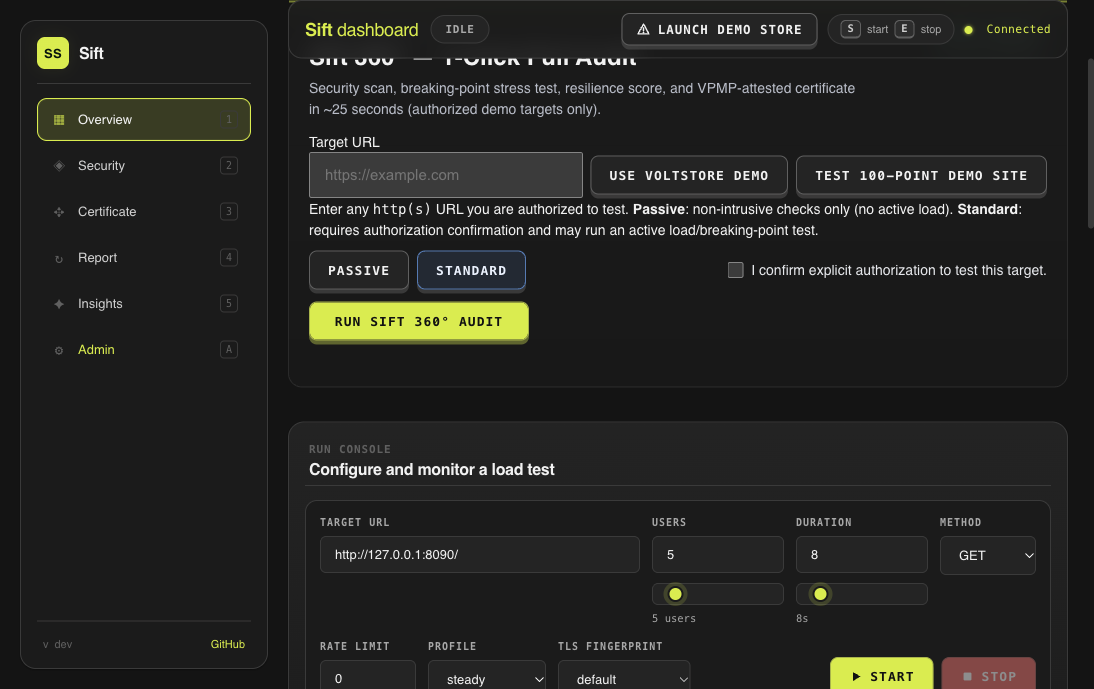 SS Sift
Overview 1
Security 2
Certificate 3
Report 4
Insights 5
Admin A
v dev GitHub
Sift dashboard IDLE ⚠ LAUNCH DEMO STORE S start E stop Connected
Sift 360° — 1-Click Full Audit
Security scan, breaking-point stress test, resilience score, and VPMP-attested certificate
in ~25 seconds (authorized demo targets only).
Target URL
https://example.com USE VOLTSTORE DEMO TEST 100-POINT DEMO SITE
Enter any http(s) URL you are authorized to test. Passive: non-intrusive checks only (no active load). Standard:
requires authorization confirmation and may run an active load/breaking-point test.
PASSIVE STANDARD I confirm explicit authorization to test this target.
RUN SIFT 360° AUDIT
RUN CONSOLE
Configure and monitor a load test
TARGET URL USERS DURATION METHOD
http://127.0.0.1:8090/ 5 8 GET
5 users 8s
RATE LIMIT PROFILE TLS FINGERPRINT
0 steady default START STOP